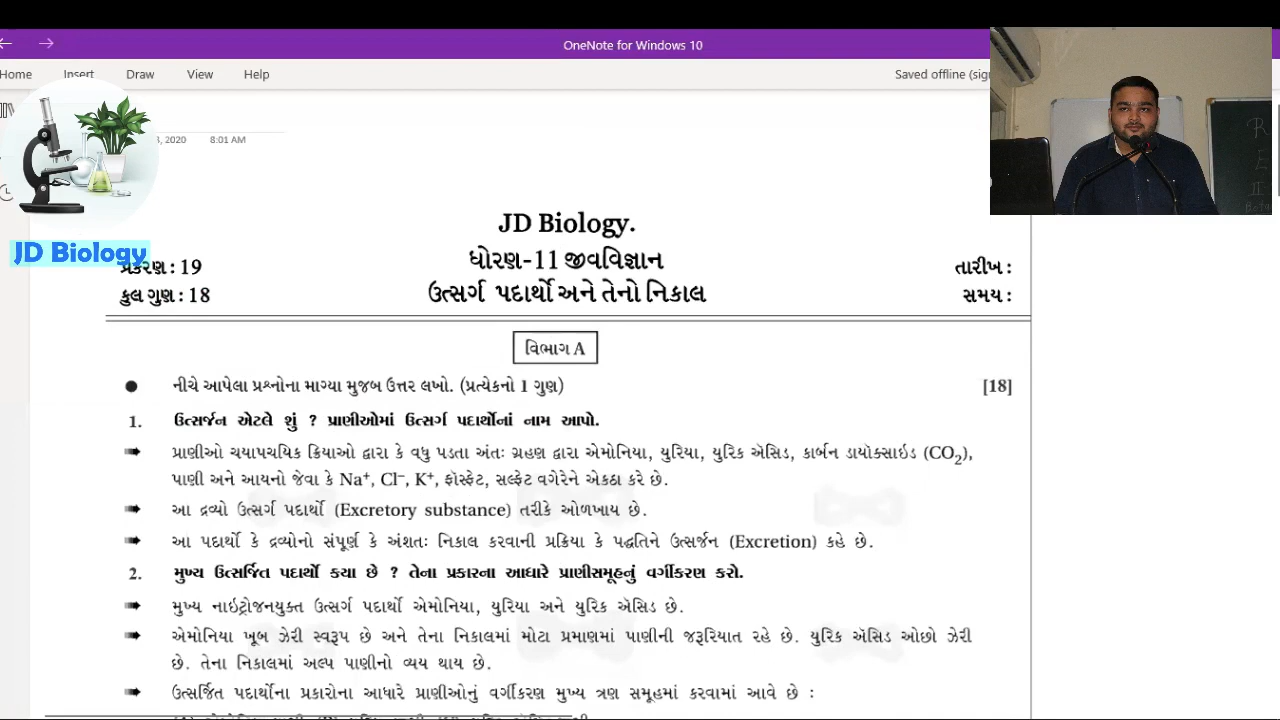 OneNote for Windows 10
Home Insert Draw View Help Saved offline
2020 8:01 AM
JD Biology
JD Biology.
પ્રકરણ : 19 ધોરણ-11 જીવવિજ્ઞાન તારીખ :
કુલ ગુણ : 18 ઉત્સર્ગ પદાર્થો અને તેનો નિકાલ સમય :
વિભાગ A
● નીચે આપેલા પ્રશ્નોના માગ્યા મુજબ ઉત્તર લખો. (પ્રત્યેકનો 1 ગુણ) [18]
1. ઉત્સર્જન એટલે શું ? પ્રાણીઓમાં ઉત્સર્ગ પદાર્થોનાં નામ આપો.
➠ પ્રાણીઓ ચયાપચયિક ક્રિયાઓ દ્વારા કે વધુ પડતા અંતઃ ગ્રહણ દ્વારા એમોનિયા, યુરિયા, યુરિક ઍસિડ, કાર્બન ડાયૉક્સાઇડ (CO₂),
પાણી અને આયનો જેવા કે Na⁺, Cl⁻, K⁺, ફૉસ્ફેટ, સલ્ફેટ વગેરેને એકઠા કરે છે.
➠ આ દ્રવ્યો ઉત્સર્ગ પદાર્થો (Excretory substance) તરીકે ઓળખાય છે.
➠ આ પદાર્થો કે દ્રવ્યોનો સંપૂર્ણ કે અંશતઃ નિકાલ કરવાની પ્રક્રિયા કે પદ્ધતિને ઉત્સર્જન (Excretion) કહે છે.
2. મુખ્ય ઉત્સર્જિત પદાર્થો કયા છે ? તેના પ્રકારના આધારે પ્રાણીસમૂહનું વર્ગીકરણ કરો.
➠ મુખ્ય નાઇટ્રોજનયુક્ત ઉત્સર્ગ પદાર્થો એમોનિયા, યુરિયા અને યુરિક ઍસિડ છે.
➠ એમોનિયા ખૂબ ઝેરી સ્વરૂપ છે અને તેના નિકાલમાં મોટા પ્રમાણમાં પાણીની જરૂરિયાત રહે છે. યુરિક ઍસિડ ઓછો ઝેરી
છે. તેના નિકાલમાં અલ્પ પાણીનો વ્યય થાય છે.
➠ ઉત્સર્જિત પદાર્થોના પ્રકારોના આધારે પ્રાણીઓનું વર્ગીકરણ મુખ્ય ત્રણ સમૂહમાં કરવામાં આવે છે :